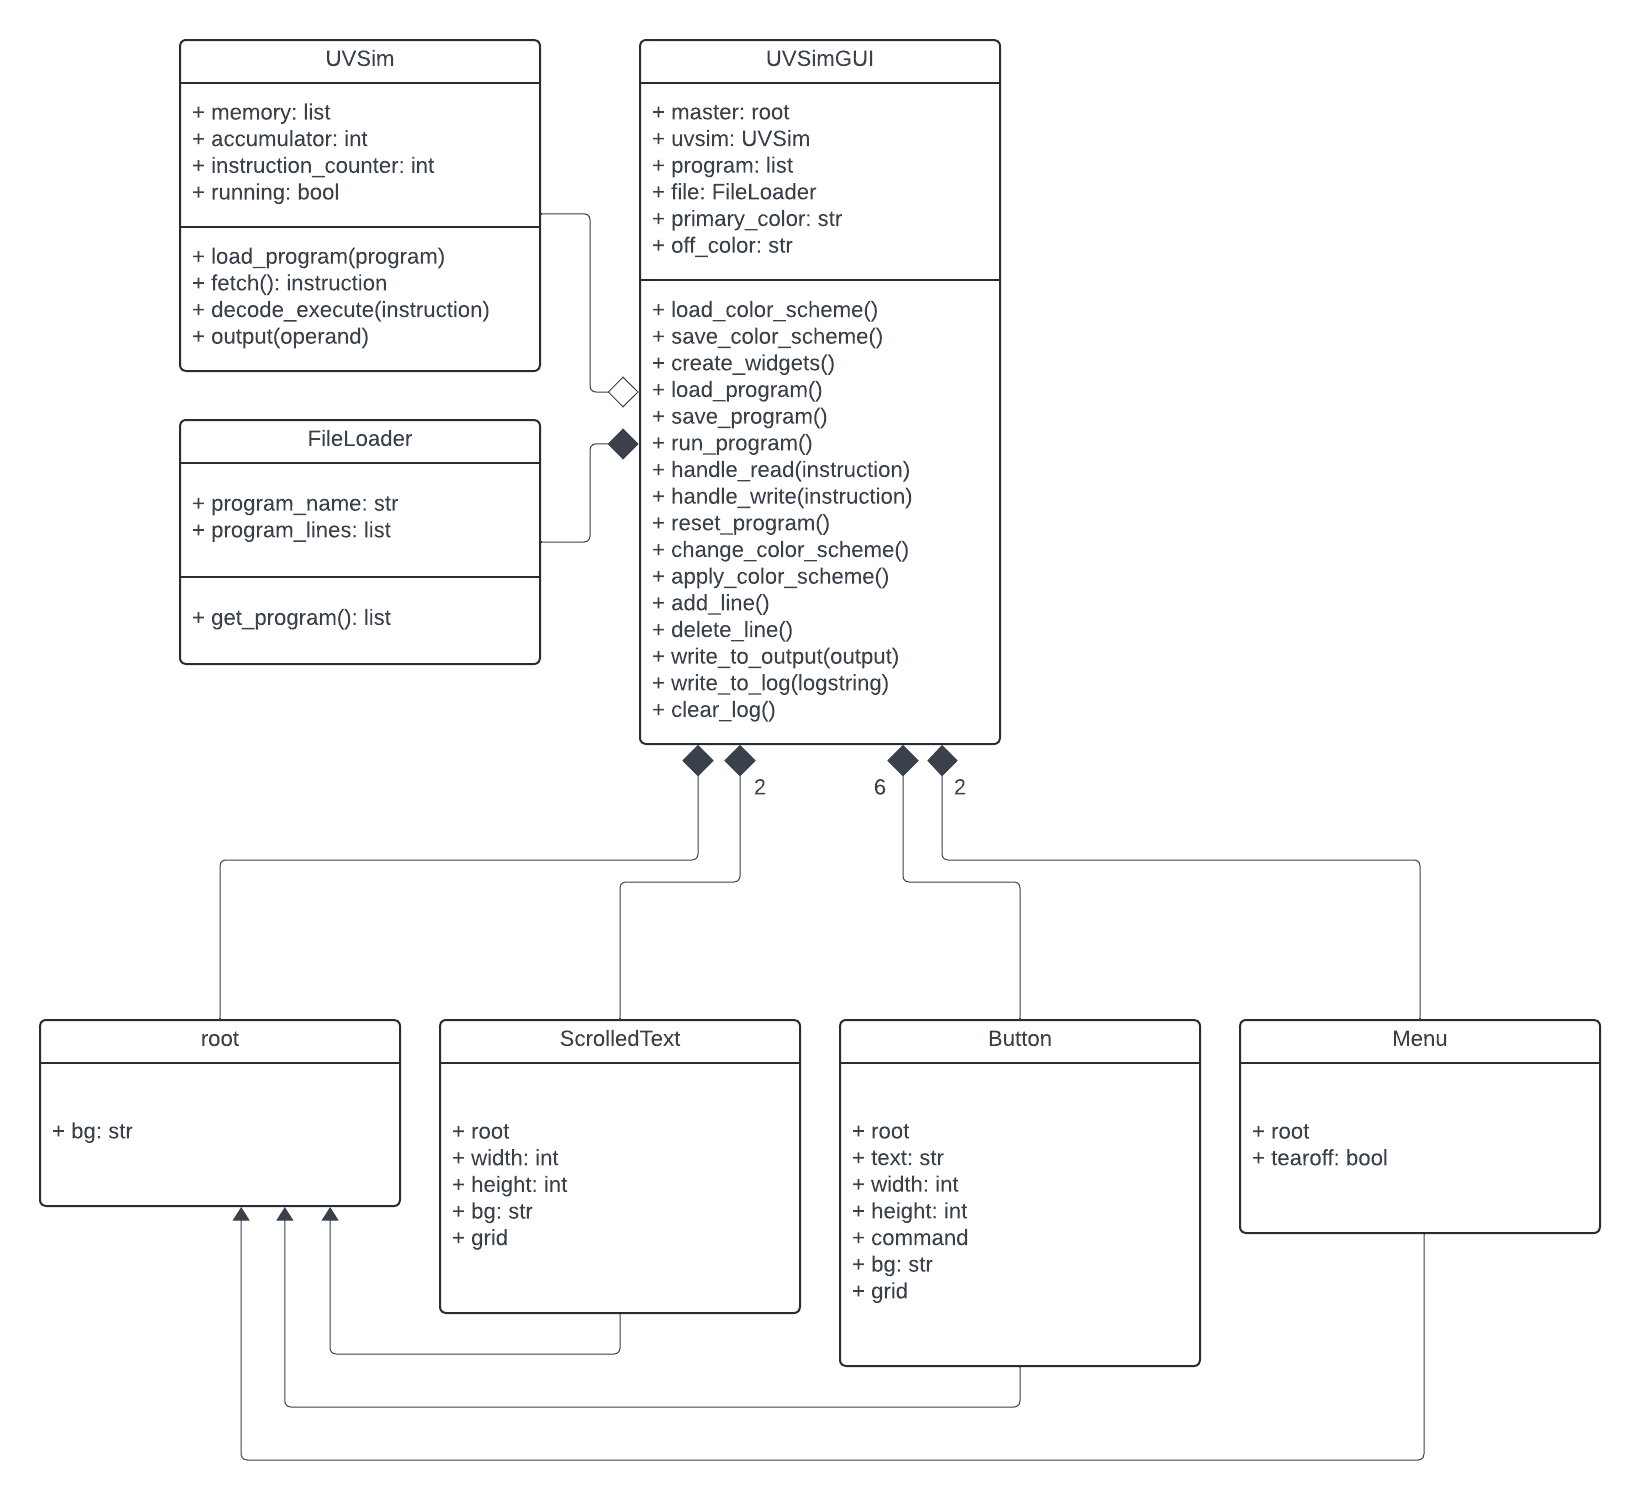 UVSim
+ memory: list
+ accumulator: int
+ instruction_counter: int
+ running: bool
+ load_program(program)
+ fetch(): instruction
+ decode_execute(instruction)
+ output(operand)
UVSimGUI
+ master: root
+ uvsim: UVSim
+ program: list
+ file: FileLoader
+ primary_color: str
+ off_color: str
+ load_color_scheme()
+ save_color_scheme()
+ create_widgets()
+ load_program()
+ save_program()
+ run_program()
+ handle_read(instruction)
+ handle_write(instruction)
+ reset_program()
+ change_color_scheme()
+ apply_color_scheme()
+ add_line()
+ delete_line()
+ write_to_output(output)
+ write_to_log(logstring)
+ clear_log()
FileLoader
+ program_name: str
+ program_lines: list
+ get_program(): list
2
6
2
root
+ bg: str
ScrolledText
+ root
+ width: int
+ height: int
+ bg: str
+ grid
Button
+ root
+ text: str
+ width: int
+ height: int
+ command
+ bg: str
+ grid
Menu
+ root
+ tearoff: bool